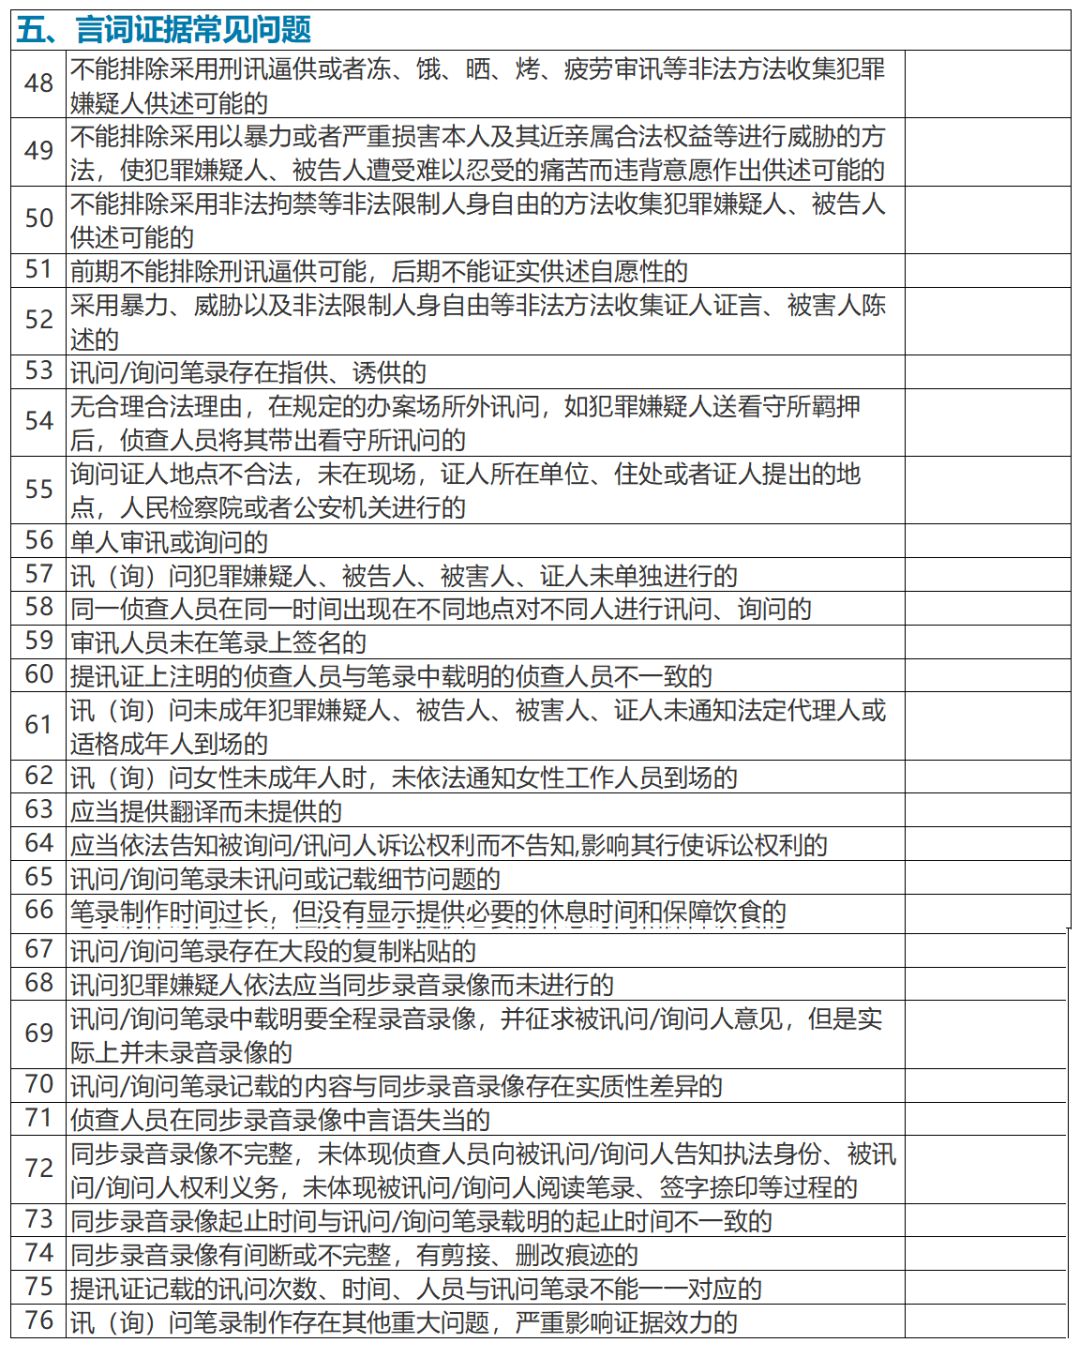 五、言词证据常见问题
48
不能排除采用刑讯逼供或者冻、饿、晒、烤、疲劳审讯等非法方法收集犯罪
嫌疑人供述可能的
49
不能排除采用以暴力或者严重损害本人及其近亲属合法权益等进行威胁的方
法，使犯罪嫌疑人、被告人遭受难以忍受的痛苦而违背意愿作出供述可能的
50
不能排除采用非法拘禁等非法限制人身自由的方法收集犯罪嫌疑人、被告人
供述可能的
51 前期不能排除刑讯逼供可能，后期不能证实供述自愿性的
52
采用暴力、威胁以及非法限制人身自由等非法方法收集证人证言、被害人陈
述的
53 讯问/询问笔录存在指供、诱供的
54
无合理合法理由，在规定的办案场所外讯问，如犯罪嫌疑人送看守所羁押
后，侦查人员将其带出看守所讯问的
55
询问证人地点不合法，未在现场，证人所在单位、住处或者证人提出的地
点，人民检察院或者公安机关进行的
56 单人审讯或询问的
57 讯（询）问犯罪嫌疑人、被告人、被害人、证人未单独进行的
58 同一侦查人员在同一时间出现在不同地点对不同人进行讯问、询问的
59 审讯人员未在笔录上签名的
60 提讯证上注明的侦查人员与笔录中载明的侦查人员不一致的
61
讯（询）问未成年犯罪嫌疑人、被告人、被害人、证人未通知法定代理人或
适格成年人到场的
62 讯（询）问女性未成年人时，未依法通知女性工作人员到场的
63 应当提供翻译而未提供的
64 应当依法告知被询问/讯问人诉讼权利而不告知,影响其行使诉讼权利的
65 讯问/询问笔录未讯问或记载细节问题的
66 笔录制作时间过长，但没有显示提供必要的休息时间和保障饮食的
67 讯问/询问笔录存在大段的复制粘贴的
68 讯问犯罪嫌疑人依法应当同步录音录像而未进行的
69
讯问/询问笔录中载明要全程录音录像，并征求被讯问/询问人意见，但是实
际上并未录音录像的
70 讯问/询问笔录记载的内容与同步录音录像存在实质性差异的
71 侦查人员在同步录音录像中言语失当的
72
同步录音录像不完整，未体现侦查人员向被讯问/询问人告知执法身份、被讯
问/询问人权利义务，未体现被讯问/询问人阅读笔录、签字捺印等过程的
73 同步录音录像起止时间与讯问/询问笔录载明的起止时间不一致的
74 同步录音录像有间断或不完整，有剪接、删改痕迹的
75 提讯证记载的讯问次数、时间、人员与讯问笔录不能一一对应的
76 讯（询）问笔录制作存在其他重大问题，严重影响证据效力的